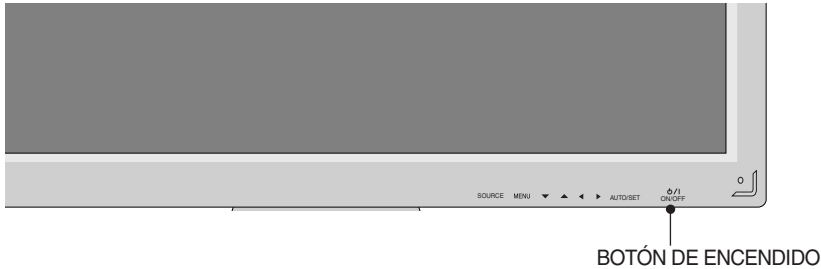 SOURCE MENU ▼ ▲ ◀ ▶ AUTO/SET ⏻/I
ON/OFF
BOTÓN DE ENCENDIDO